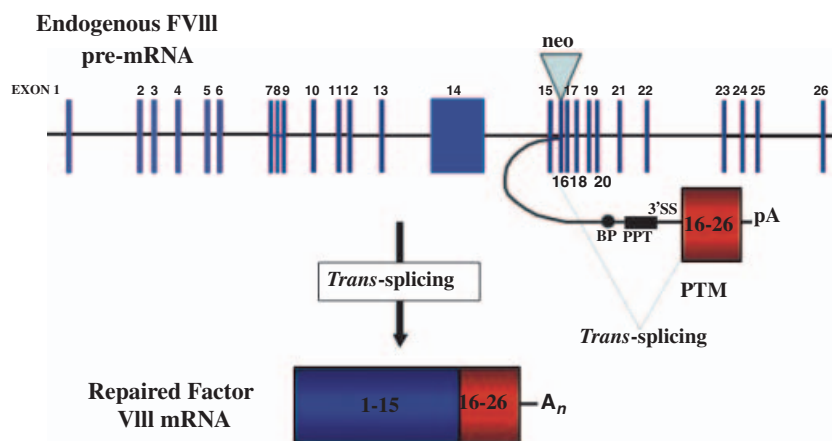 Endogenous FVlll
pre-mRNA
neo
EXON 1 2 3 4 5 6 7 8 9 10 11 12 13 14 15 17 19 21 22 23 24 25 26
16 18 20
BP PPT 3'SS 16-26 pA
PTM
Trans-splicing
Trans-splicing
Repaired Factor
Vlll mRNA
1-15 16-26 An